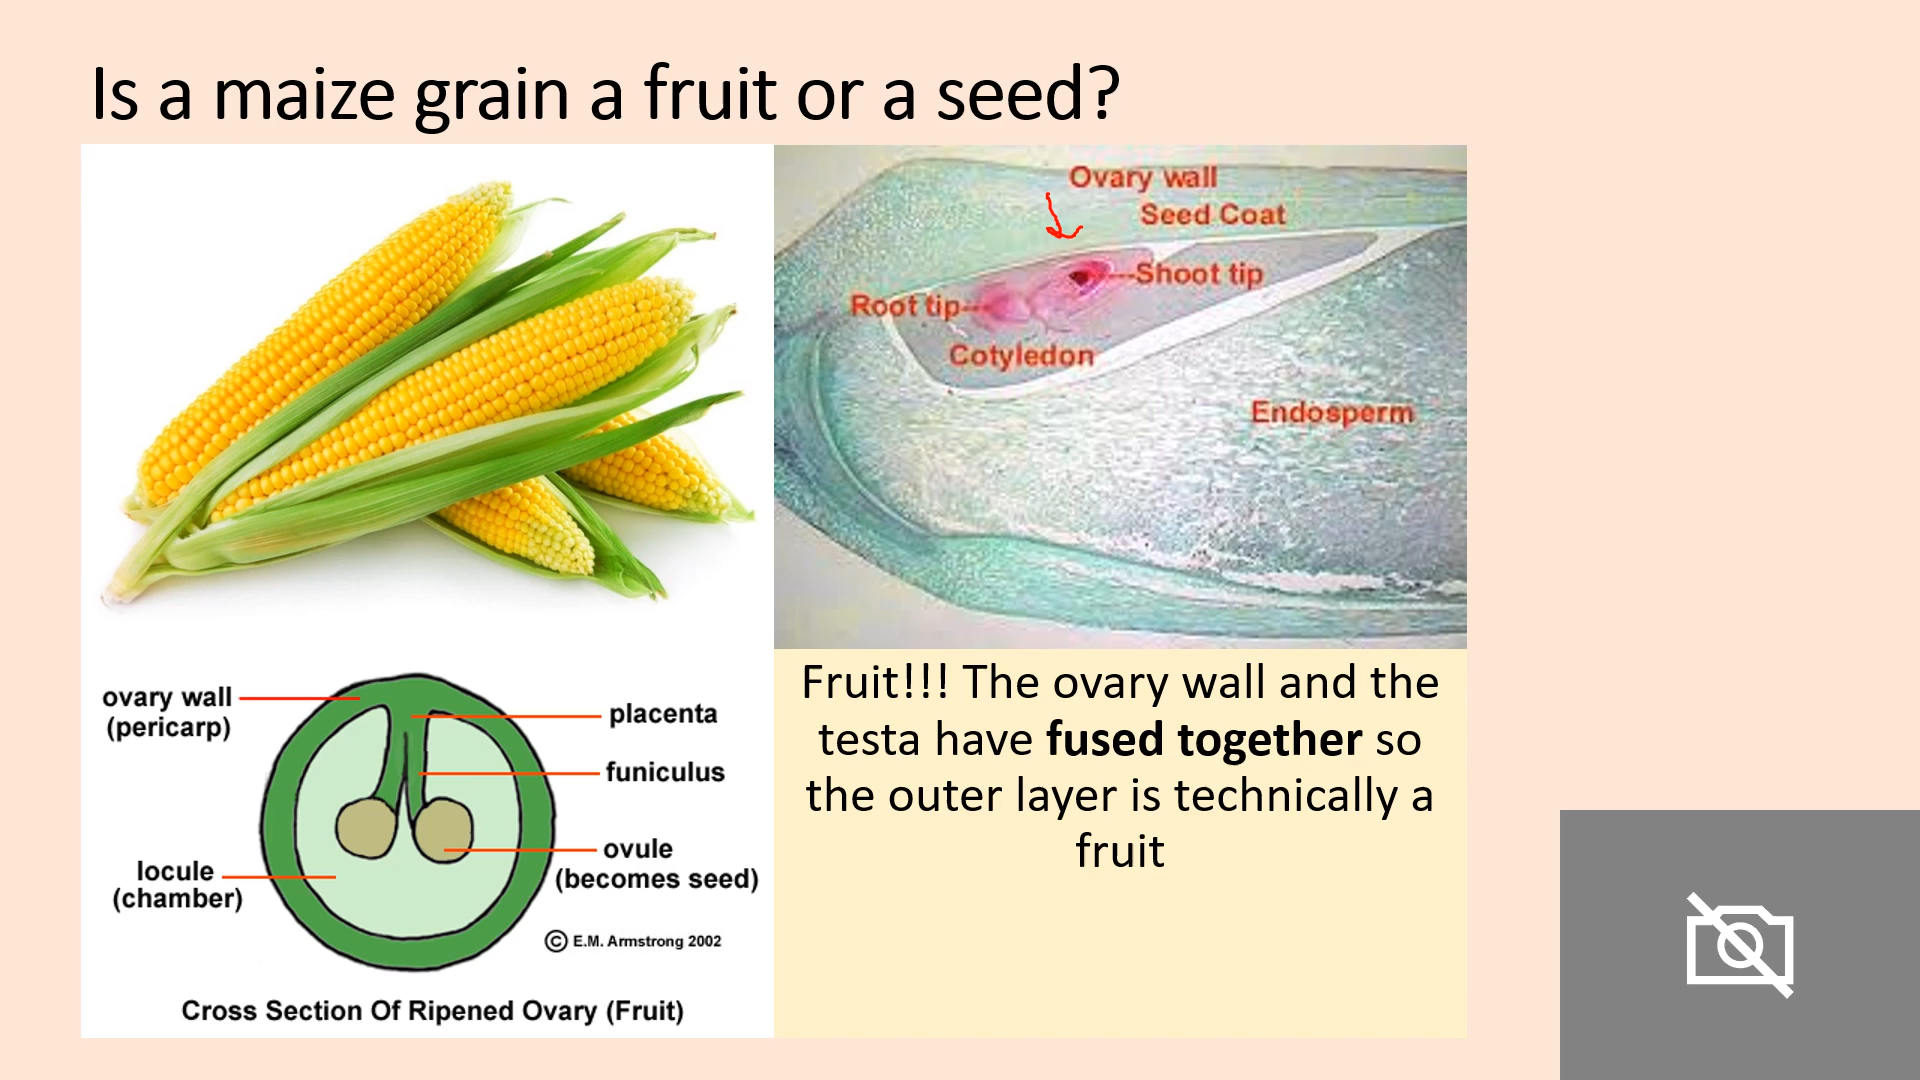 Is a maize grain a fruit or a seed?
Ovary wall
Seed Coat
Shoot tip
Root tip
Cotyledon
Endosperm
ovary wall
(pericarp)
placenta
funiculus
ovule
(becomes seed)
locule
(chamber)
© E.M. Armstrong 2002
Cross Section Of Ripened Ovary (Fruit)
Fruit!!! The ovary wall and the
testa have fused together so
the outer layer is technically a
fruit